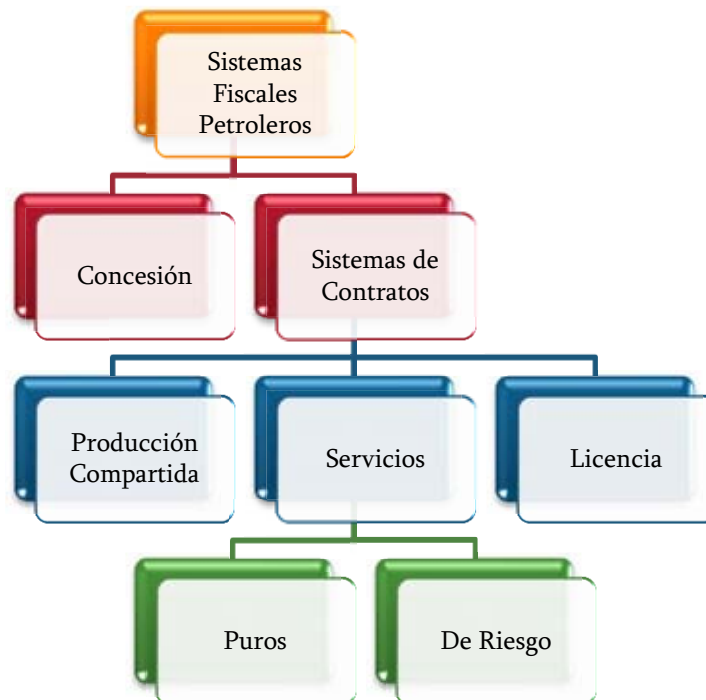 Sistemas
Fiscales
Petroleros
Concesión
Sistemas de
Contratos
Producción
Compartida
Servicios
Licencia
Puros
De Riesgo